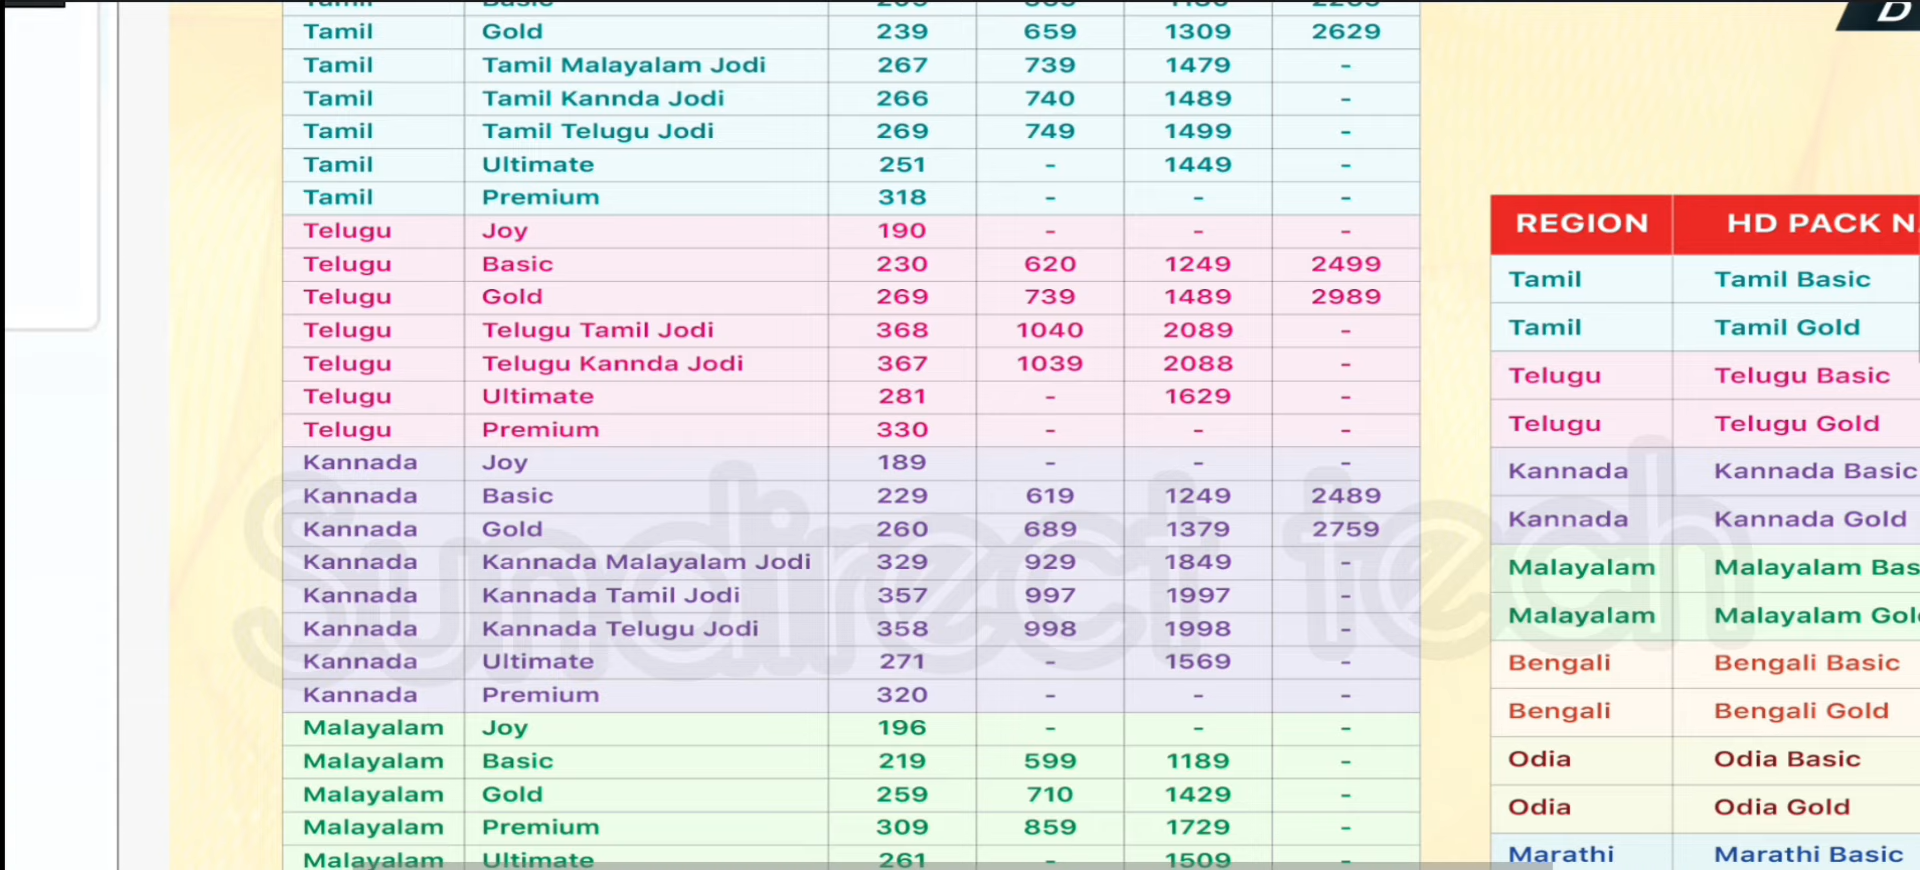 Tamil Gold 239 659 1309 2629
Tamil Tamil Malayalam Jodi 267 739 1479 -
Tamil Tamil Kannda Jodi 266 740 1489 -
Tamil Tamil Telugu Jodi 269 749 1499 -
Tamil Ultimate 251 - 1449 -
Tamil Premium 318 - - -
Telugu Joy 190 - - -
Telugu Basic 230 620 1249 2499
Telugu Gold 269 739 1489 2989
Telugu Telugu Tamil Jodi 368 1040 2089 -
Telugu Telugu Kannda Jodi 367 1039 2088 -
Telugu Ultimate 281 - 1629 -
Telugu Premium 330 - - -
Kannada Joy 189 - - -
Kannada Basic 229 619 1249 2489
Kannada Gold 260 689 1379 2759
Kannada Kannada Malayalam Jodi 329 929 1849 -
Kannada Kannada Tamil Jodi 357 997 1997 -
Kannada Kannada Telugu Jodi 358 998 1998 -
Kannada Ultimate 271 - 1569 -
Kannada Premium 320 - - -
Malayalam Joy 196 - - -
Malayalam Basic 219 599 1189 -
Malayalam Gold 259 710 1429 -
Malayalam Premium 309 859 1729 -
Malayalam Ultimate 261 - 1509 -
Sundirect tech
D
REGION HD PACK N
Tamil Tamil Basic
Tamil Tamil Gold
Telugu Telugu Basic
Telugu Telugu Gold
Kannada Kannada Basic
Kannada Kannada Gold
Malayalam Malayalam Bas
Malayalam Malayalam Gol
Bengali Bengali Basic
Bengali Bengali Gold
Odia Odia Basic
Odia Odia Gold
Marathi Marathi Basic